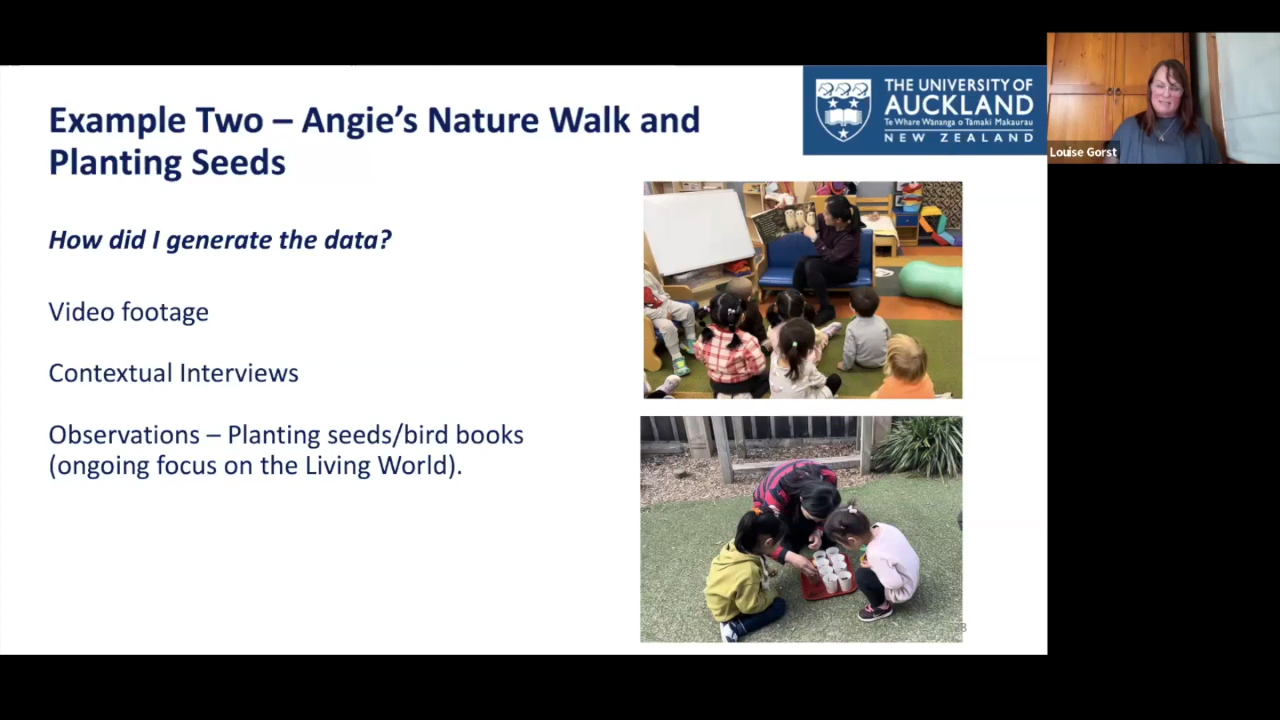 Example Two – Angie's Nature Walk and
Planting Seeds
How did I generate the data?
Video footage
Contextual Interviews
Observations – Planting seeds/bird books
(ongoing focus on the Living World).
THE UNIVERSITY OF
AUCKLAND
Te Whare Wānanga o Tāmaki Makaurau
NEW ZEALAND
Louise Gorst